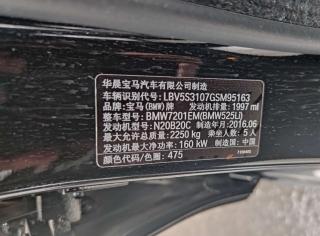 华晨宝马汽车有限公司制造
车辆识别代号: LBV5S3107GSM95163
品牌: 宝马(BMW)牌 发动机排量: 1997 ml
整车型号: BMW7201EM(BMW525Li)
发动机型号: N20B20C 制造年月: 2016.06
最大允许总质量: 2250 kg 乘坐人数: 5 人
发动机最大净功率: 160 kW 制造国: 中国
颜色代码/色圈: 475